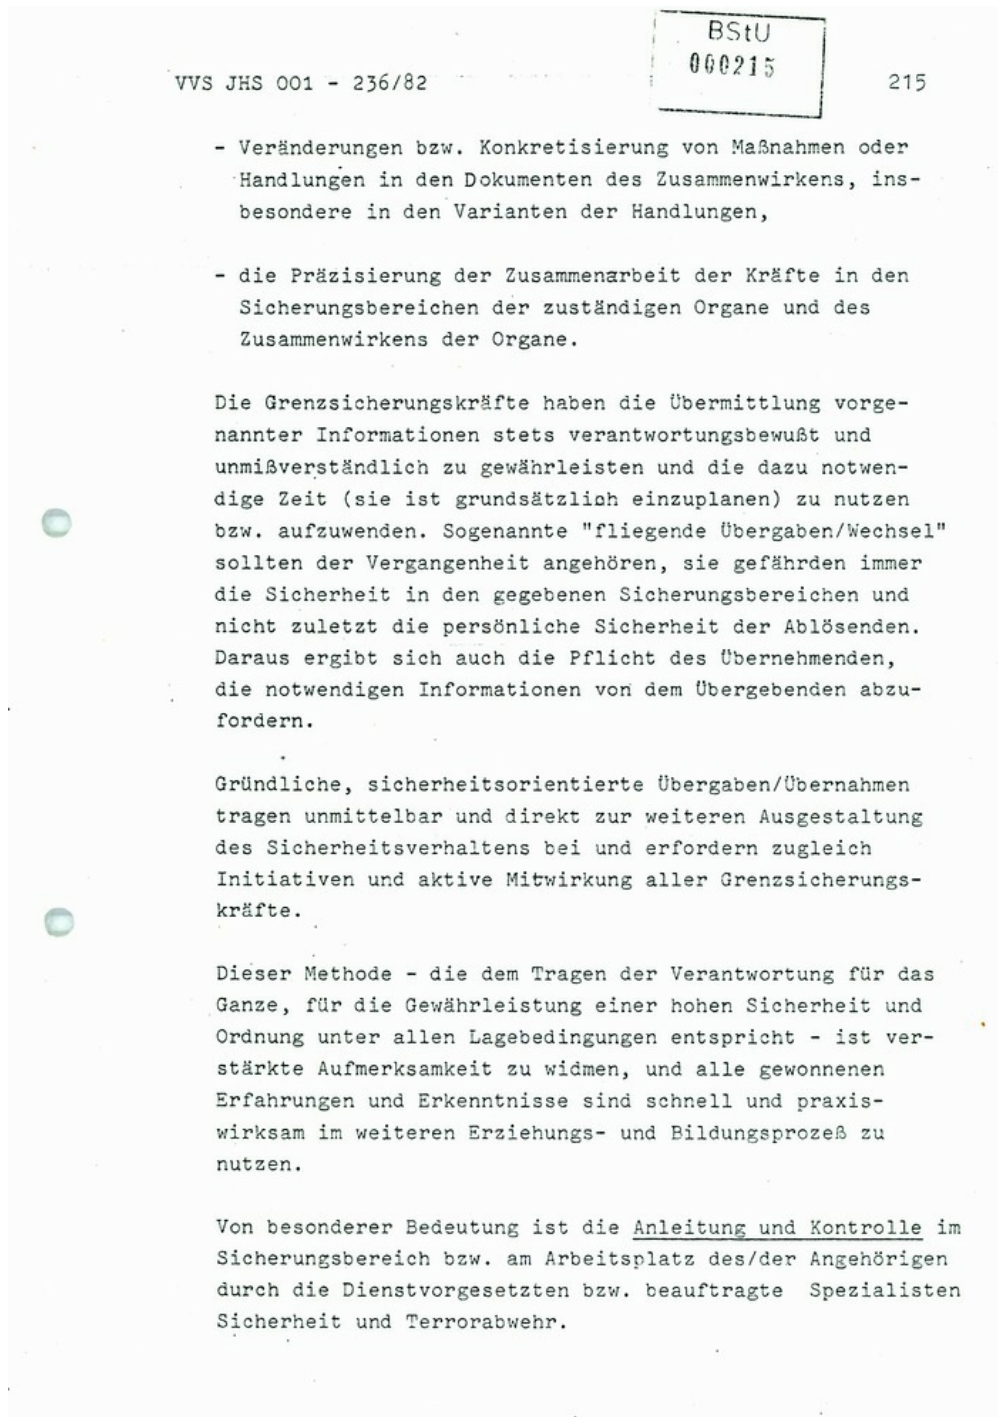 BStU
000215
VVS JHS 001 - 236/82 215
- Veränderungen bzw. Konkretisierung von Maßnahmen oder
Handlungen in den Dokumenten des Zusammenwirkens, ins-
besondere in den Varianten der Handlungen,
- die Präzisierung der Zusammenarbeit der Kräfte in den
Sicherungsbereichen der zuständigen Organe und des
Zusammenwirkens der Organe.
Die Grenzsicherungskräfte haben die Übermittlung vorge-
nannter Informationen stets verantwortungsbewußt und
unmißverständlich zu gewährleisten und die dazu notwen-
dige Zeit (sie ist grundsätzlich einzuplanen) zu nutzen
bzw. aufzuwenden. Sogenannte "fliegende Übergaben/Wechsel"
sollten der Vergangenheit angehören, sie gefährden immer
die Sicherheit in den gegebenen Sicherungsbereichen und
nicht zuletzt die persönliche Sicherheit der Ablösenden.
Daraus ergibt sich auch die Pflicht des Übernehmenden,
die notwendigen Informationen von dem Übergebenden abzu-
fordern.
Gründliche, sicherheitsorientierte Übergaben/Übernahmen
tragen unmittelbar und direkt zur weiteren Ausgestaltung
des Sicherheitsverhaltens bei und erfordern zugleich
Initiativen und aktive Mitwirkung aller Grenzsicherungs-
kräfte.
Dieser Methode - die dem Tragen der Verantwortung für das
Ganze, für die Gewährleistung einer hohen Sicherheit und
Ordnung unter allen Lagebedingungen entspricht - ist ver-
stärkte Aufmerksamkeit zu widmen, und alle gewonnenen
Erfahrungen und Erkenntnisse sind schnell und praxis-
wirksam im weiteren Erziehungs- und Bildungsprozeß zu
nutzen.
Von besonderer Bedeutung ist die Anleitung und Kontrolle im
Sicherungsbereich bzw. am Arbeitsplatz des/der Angehörigen
durch die Dienstvorgesetzten bzw. beauftragte Spezialisten
Sicherheit und Terrorabwehr.